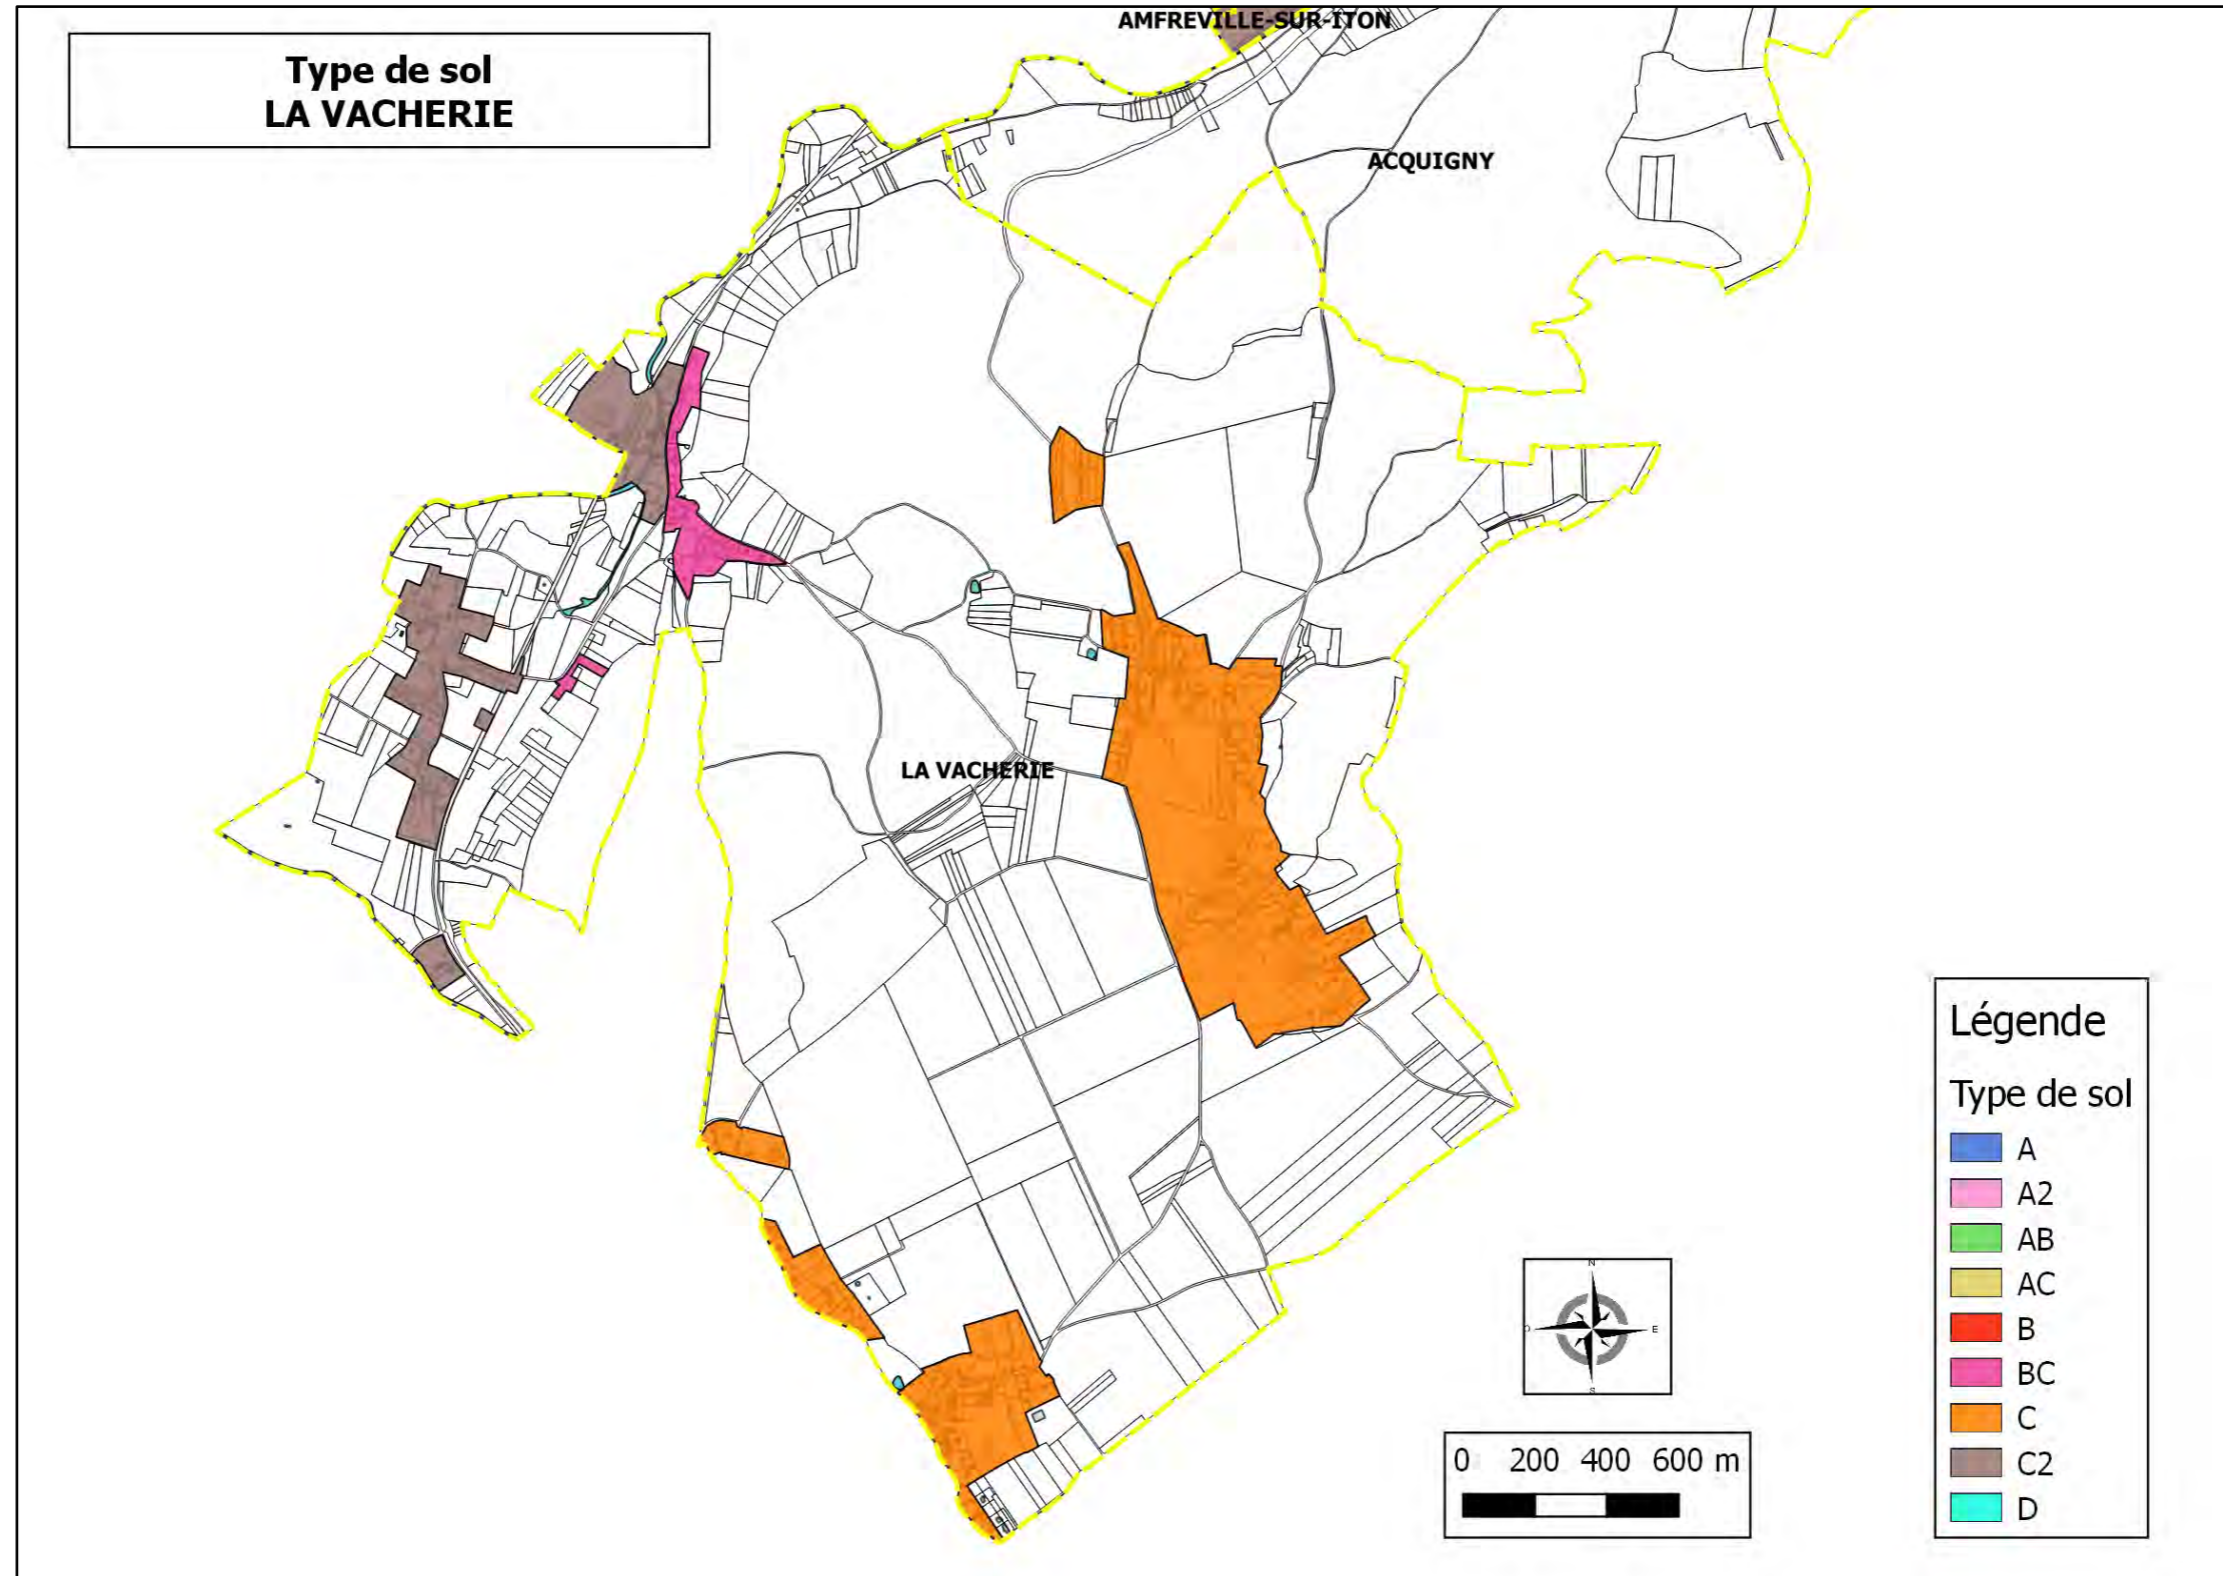 Type de sol
LA VACHERIE
AMFREVILLE-SUR-ITON
ACQUIGNY
LA VACHERIE
Légende
Type de sol
A
A2
AB
AC
B
BC
C
C2
D
N
O
E
S
0 200 400 600 m